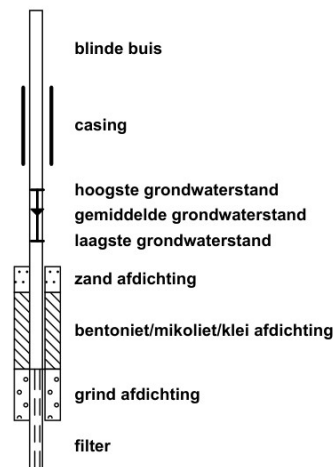 blinde buis
casing
hoogste grondwaterstand
gemiddelde grondwaterstand
laagste grondwaterstand
zand afdichting
bentoniet/mikoliet/klei afdichting
grind afdichting
filter